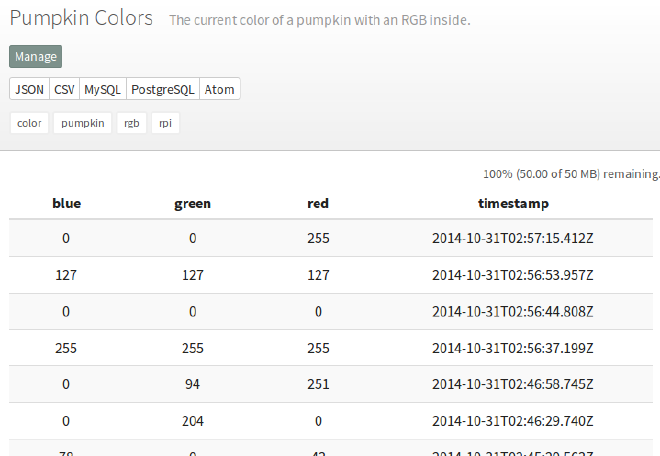 Pumpkin Colors The current color of a pumpkin with an RGB inside.
Manage
JSON CSV MySQL PostgreSQL Atom
color pumpkin rgb rpi
100% (50.00 of 50 MB) remaining.
blue green red timestamp
0 0 255 2014-10-31T02:57:15.412Z
127 127 127 2014-10-31T02:56:53.957Z
0 0 0 2014-10-31T02:56:44.808Z
255 255 255 2014-10-31T02:56:37.199Z
0 94 251 2014-10-31T02:46:58.745Z
0 204 0 2014-10-31T02:46:29.740Z